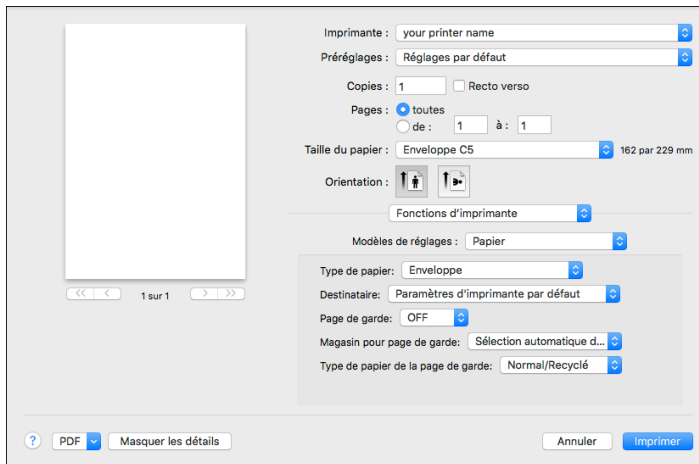 Imprimante : your printer name
Préréglages : Réglages par défaut
Copies : 1 Recto verso
Pages : toutes
de : 1 à : 1
Taille du papier : Enveloppe C5 162 par 229 mm
Orientation :
Fonctions d'imprimante
Modèles de réglages : Papier
Type de papier: Enveloppe
Destinataire: Paramètres d'imprimante par défaut
Page de garde: OFF
Magasin pour page de garde: Sélection automatique d...
Type de papier de la page de garde: Normal/Recyclé
<< < 1 sur 1 > >>
? PDF Masquer les détails Annuler Imprimer